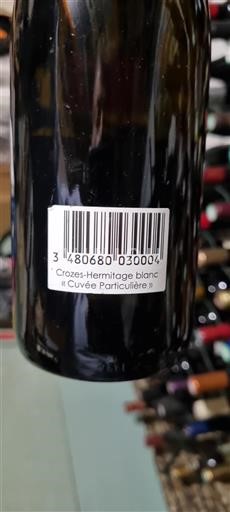 3 480680 030004
Crozes-Hermitage blanc
« Cuvée Particulière »